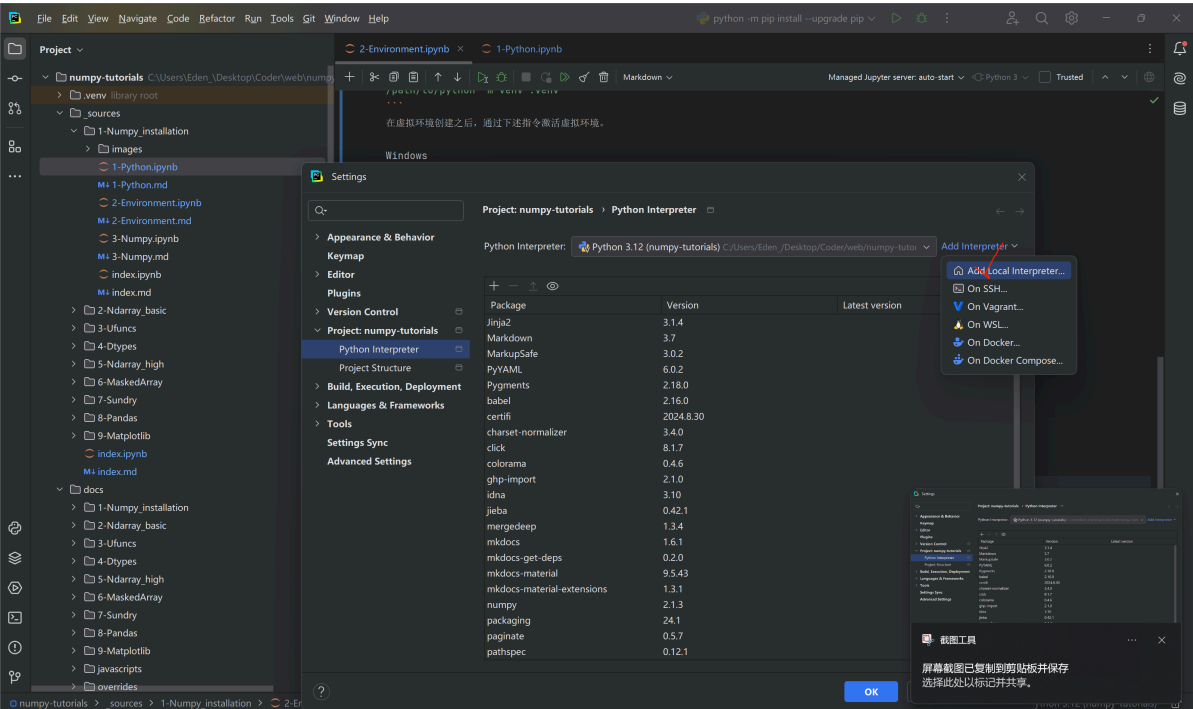 File Edit View Navigate Code Refactor Run Tools Git Window Help python -m pip install --upgrade pip
Project
numpy-tutorials C:\Users\Eden_\Desktop\Coder\web\nump
.venv library root
_sources
1-Numpy_installation
images
1-Python.ipynb
M↓ 1-Python.md
2-Environment.ipynb
M↓ 2-Environment.md
3-Numpy.ipynb
M↓ 3-Numpy.md
index.ipynb
M↓ index.md
2-Ndarray_basic
3-Ufuncs
4-Dtypes
5-Ndarray_high
6-MaskedArray
7-Sundry
8-Pandas
9-Matplotlib
index.ipynb
M↓ index.md
docs
1-Numpy_installation
2-Ndarray_basic
3-Ufuncs
4-Dtypes
5-Ndarray_high
6-MaskedArray
7-Sundry
8-Pandas
9-Matplotlib
javascripts
overrides
2-Environment.ipynb 1-Python.ipynb
Markdown Managed Jupyter server: auto-start Python 3 Trusted
/path/to/python -m venv .venv
```
在虚拟环境创建之后，通过下述指令激活虚拟环境。
Windows
Settings
Appearance & Behavior
Keymap
Editor
Plugins
Version Control
Project: numpy-tutorials
Python Interpreter
Project Structure
Build, Execution, Deployment
Languages & Frameworks
Tools
Settings Sync
Advanced Settings
Project: numpy-tutorials › Python Interpreter
Python Interpreter: Python 3.12 (numpy-tutorials) C:/Users/Eden_/Desktop/Coder/web/numpy-tutor Add Interpreter
Add Local Interpreter...
On SSH...
On Vagrant...
On WSL...
On Docker...
On Docker Compose...
Package Version Latest version
Jinja2 3.1.4
Markdown 3.7
MarkupSafe 3.0.2
PyYAML 6.0.2
Pygments 2.18.0
babel 2.16.0
certifi 2024.8.30
charset-normalizer 3.4.0
click 8.1.7
colorama 0.4.6
ghp-import 2.1.0
idna 3.10
jieba 0.42.1
mergedeep 1.3.4
mkdocs 1.6.1
mkdocs-get-deps 0.2.0
mkdocs-material 9.5.43
mkdocs-material-extensions 1.3.1
numpy 2.1.3
packaging 24.1
paginate 0.5.7
pathspec 0.12.1
?
OK
截图工具
屏幕截图已复制到剪贴板并保存
选择此处以标记并共享。
numpy-tutorials › _sources › 1-Numpy_installation › 2-En